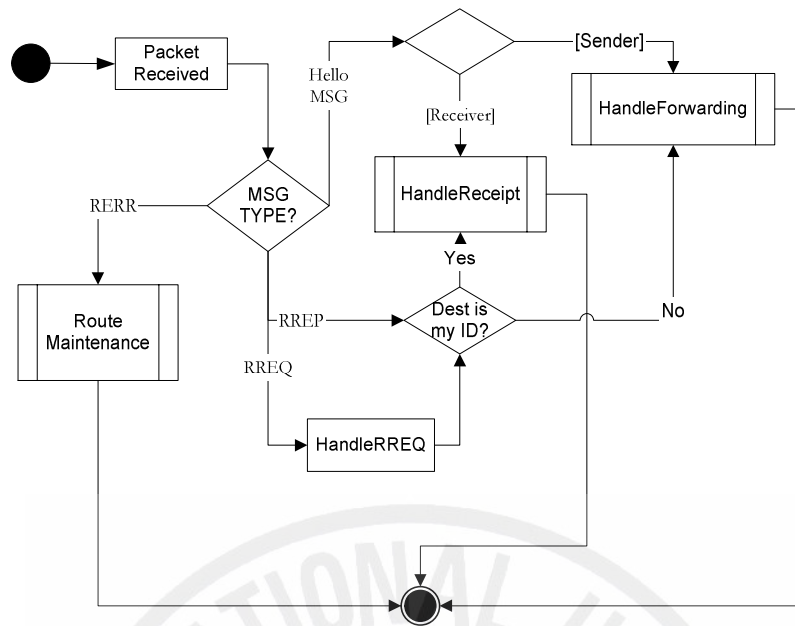 Packet
Received
Hello
MSG
[Sender]
HandleForwarding
[Receiver]
HandleReceipt
MSG
TYPE?
RERR
Yes
Route
Maintenance
RREP
Dest is
my ID?
No
RREQ
HandleRREQ